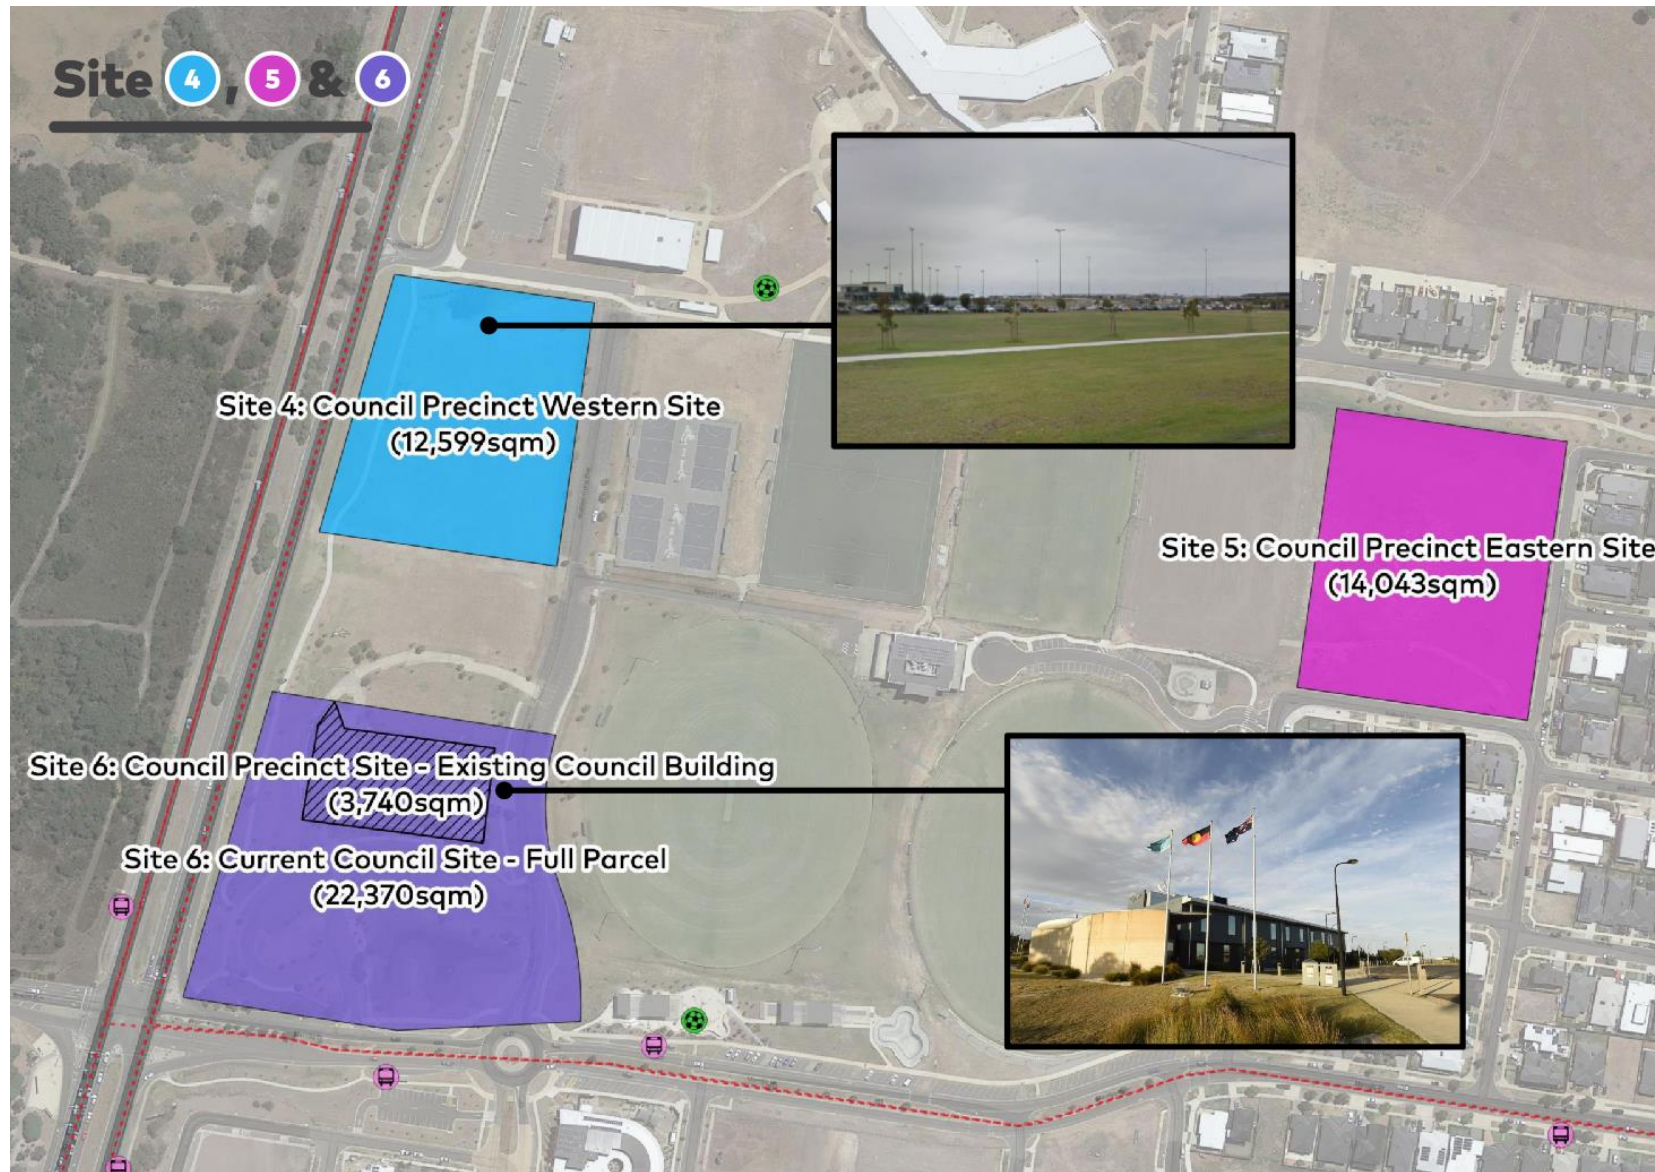 Site 4, 5 & 6
Site 4: Council Precinct Western Site
(12,599sqm)
Site 5: Council Precinct Eastern Site
(14,043sqm)
Site 6: Council Precinct Site - Existing Council Building
(3,740sqm)
Site 6: Current Council Site - Full Parcel
(22,370sqm)